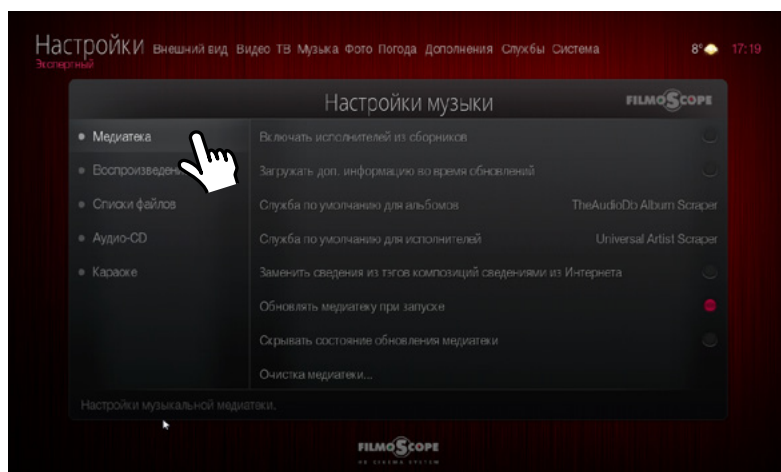 Настройки Внешний вид Видео ТВ Музыка Фото Погода Дополнения Службы Система 8° 17:19
Экспертный
Настройки музыки FILMOSCOPE
Медиатека
Включать исполнителей из сборников
Загружать доп. информацию во время обновлений
Списки файлов
Служба по умолчанию для альбомов TheAudioDb Album Scraper
Аудио-CD
Служба по умолчанию для исполнителей Universal Artist Scraper
Караоке
Заменить сведения из тэгов композиций сведениями из Интернета
Обновлять медиатеку при запуске
Скрывать состояние обновления медиатеки
Очистка медиатеки...
Настройки музыкальной медиатеки.
FILMOSCOPE